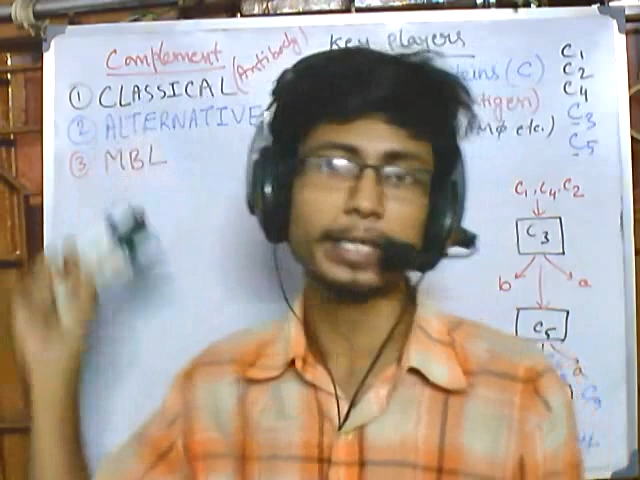 Complement
① CLASSICAL (Antibody)
② ALTERNATIVE
③ MBL
Key players
teins (C)
tigen)
Mφ etc.)
C1
C2
C4
C3
C5
C1, C4, C2
C3
b a
C5
a